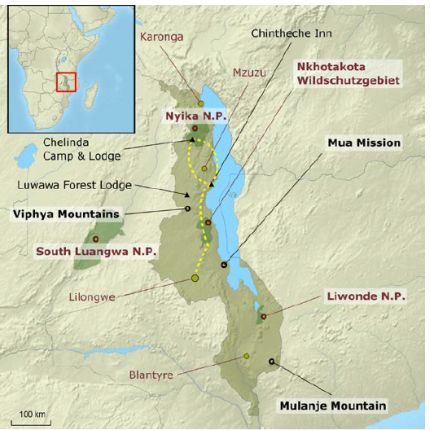 Karonga
Chintheche Inn
Mzuzu
Nkhotakota
Wildschutzgebiet
Nyika N.P.
Chelinda
Camp & Lodge
Mua Mission
Luwawa Forest Lodge
Viphya Mountains
South Luangwa N.P.
Lilongwe
Liwonde N.P.
Blantyre
Mulanje Mountain
100 km